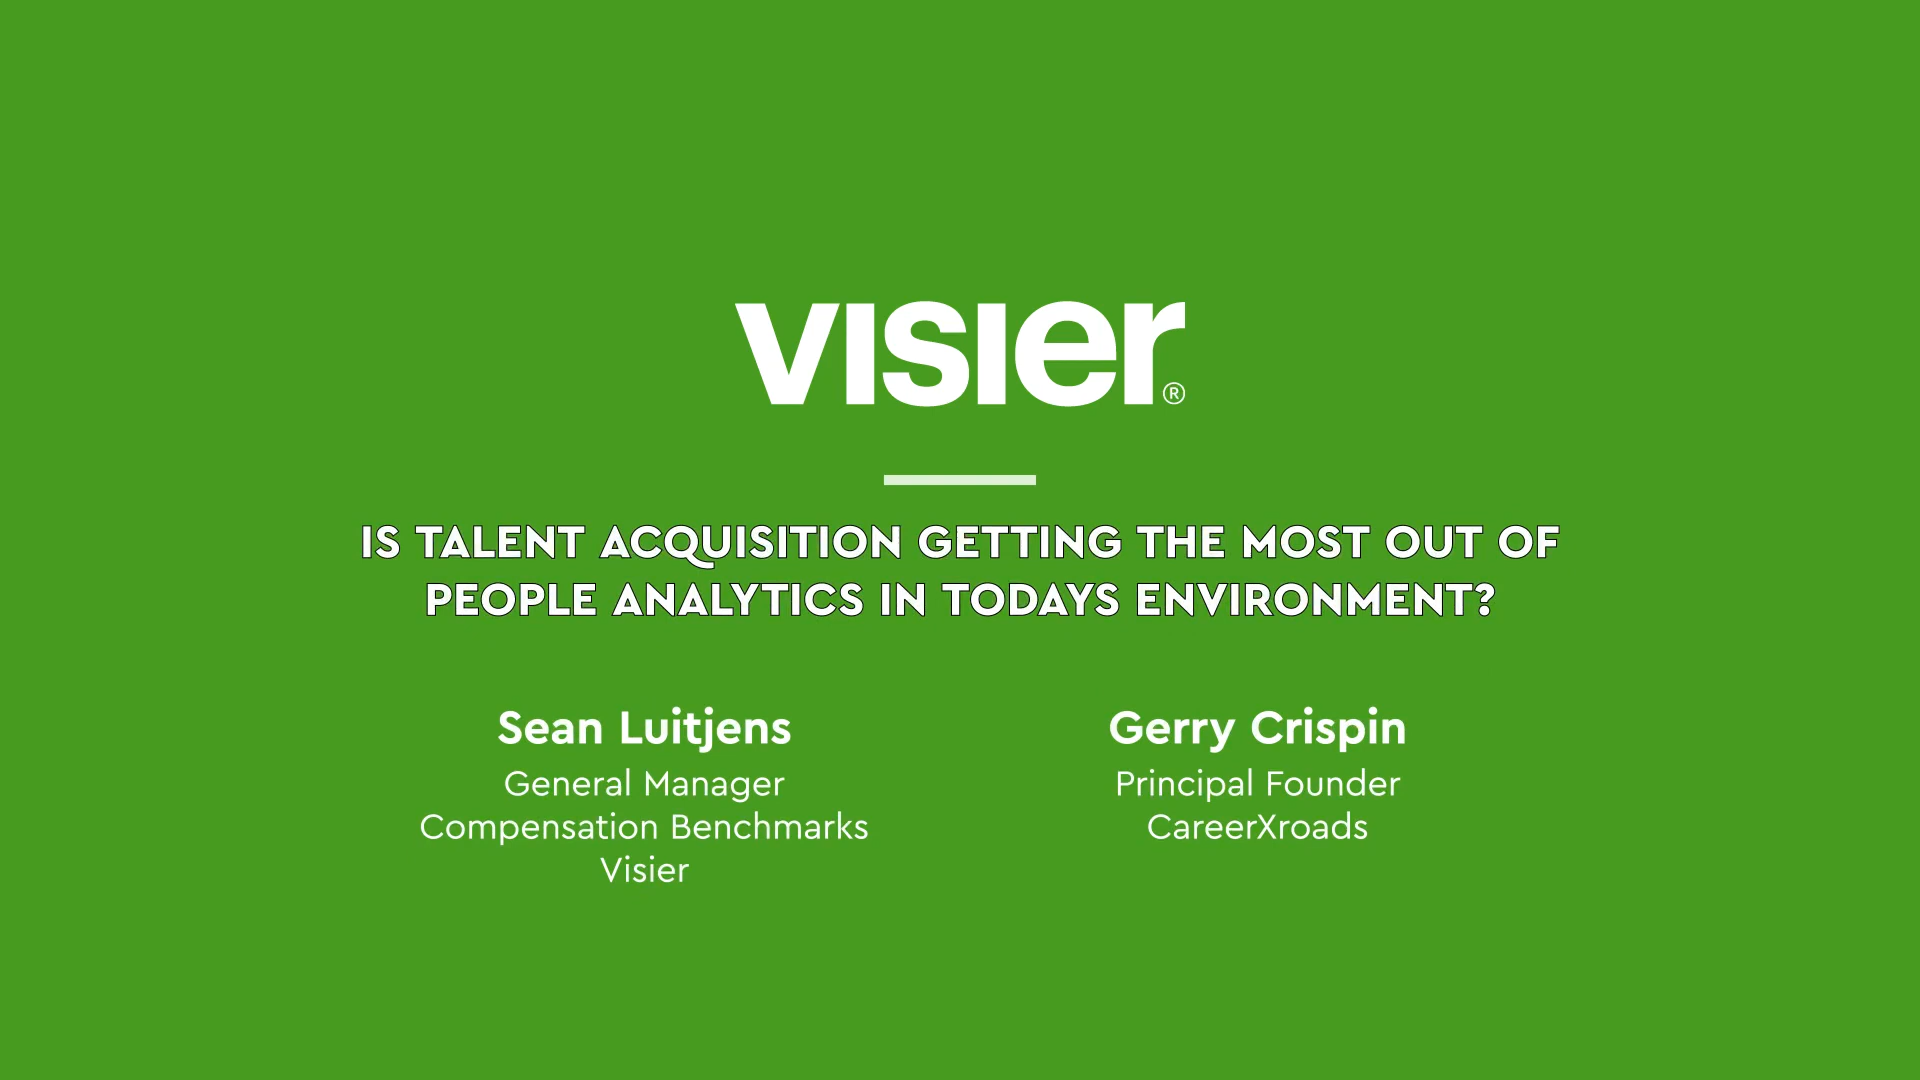 visier®
IS TALENT ACQUISITION GETTING THE MOST OUT OF
PEOPLE ANALYTICS IN TODAYS ENVIRONMENT?
Sean Luitjens
General Manager
Compensation Benchmarks
Visier
Gerry Crispin
Principal Founder
CareerXroads